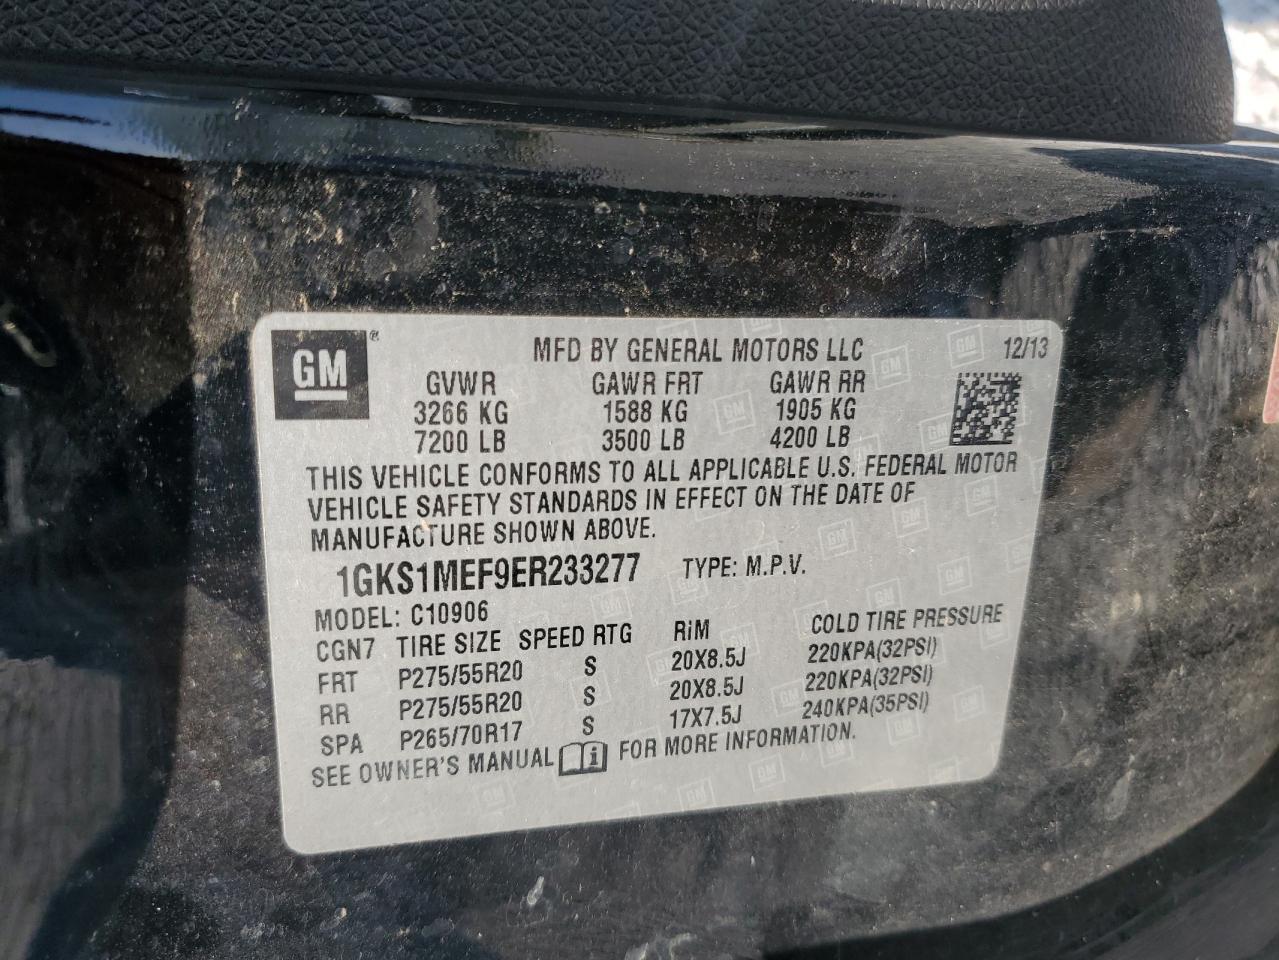 GM ®
MFD BY GENERAL MOTORS LLC 12/13
GVWR GAWR FRT GAWR RR
3266 KG 1588 KG 1905 KG
7200 LB 3500 LB 4200 LB
THIS VEHICLE CONFORMS TO ALL APPLICABLE U.S. FEDERAL MOTOR
VEHICLE SAFETY STANDARDS IN EFFECT ON THE DATE OF
MANUFACTURE SHOWN ABOVE.
1GKS1MEF9ER233277 TYPE: M.P.V.
MODEL: C10906
CGN7 TIRE SIZE SPEED RTG RiM COLD TIRE PRESSURE
FRT P275/55R20 S 20X8.5J 220KPA(32PSI)
RR P275/55R20 S 20X8.5J 220KPA(32PSI)
SPA P265/70R17 S 17X7.5J 240KPA(35PSI)
SEE OWNER'S MANUAL i FOR MORE INFORMATION.